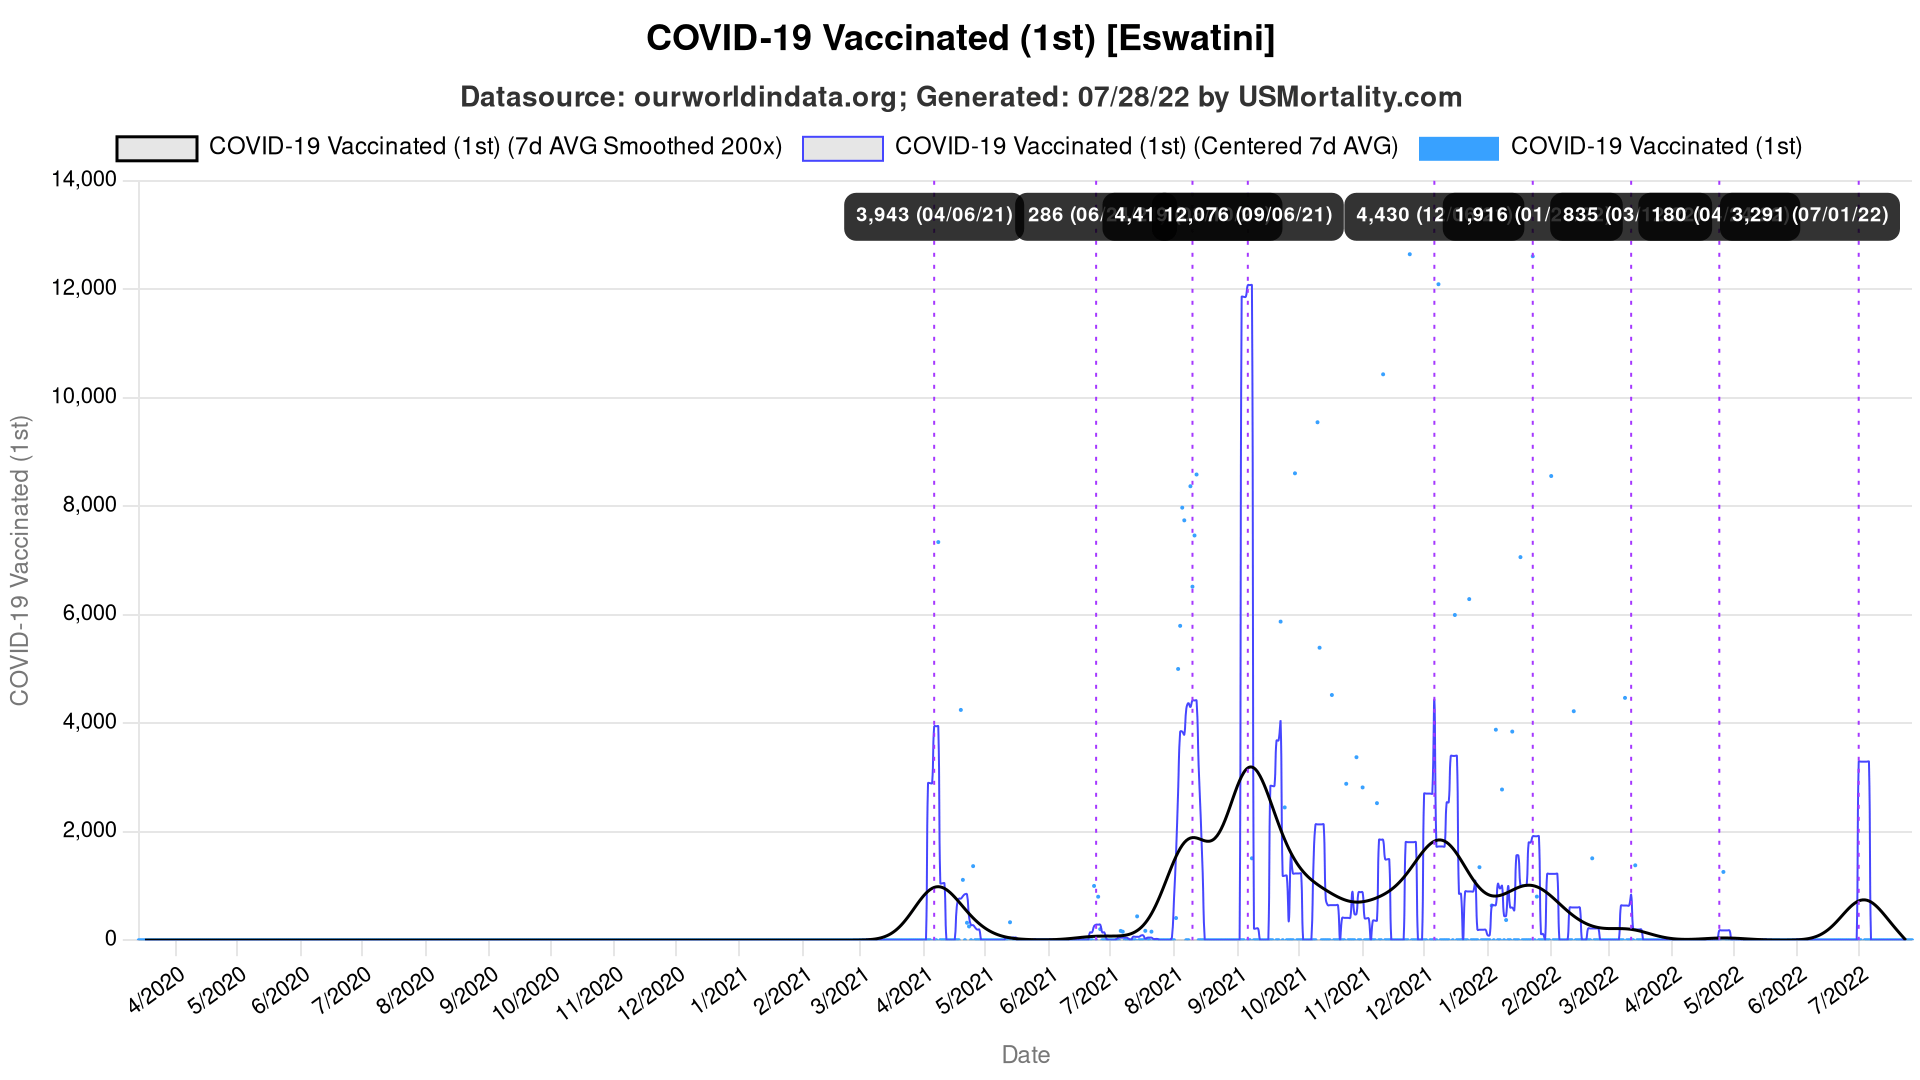 COVID-19 Vaccinated (1st) [Eswatini]
Datasource: ourworldindata.org; Generated: 07/28/22 by USMortality.com
COVID-19 Vaccinated (1st) (7d AVG Smoothed 200x) COVID-19 Vaccinated (1st) (Centered 7d AVG) COVID-19 Vaccinated (1st)
3,943 (04/06/21) 286 (06/ 4,419 12,076 (09/06/21) 4,430 (12/ 1,916 (01/ 835 (03/ 180 (04 3,291 (07/01/22)
14,000
12,000
10,000
8,000
6,000
4,000
2,000
0
COVID-19 Vaccinated (1st)
4/2020 5/2020 6/2020 7/2020 8/2020 9/2020 10/2020 11/2020 12/2020 1/2021 2/2021 3/2021 4/2021 5/2021 6/2021 7/2021 8/2021 9/2021 10/2021 11/2021 12/2021 1/2022 2/2022 3/2022 4/2022 5/2022 6/2022 7/2022
Date